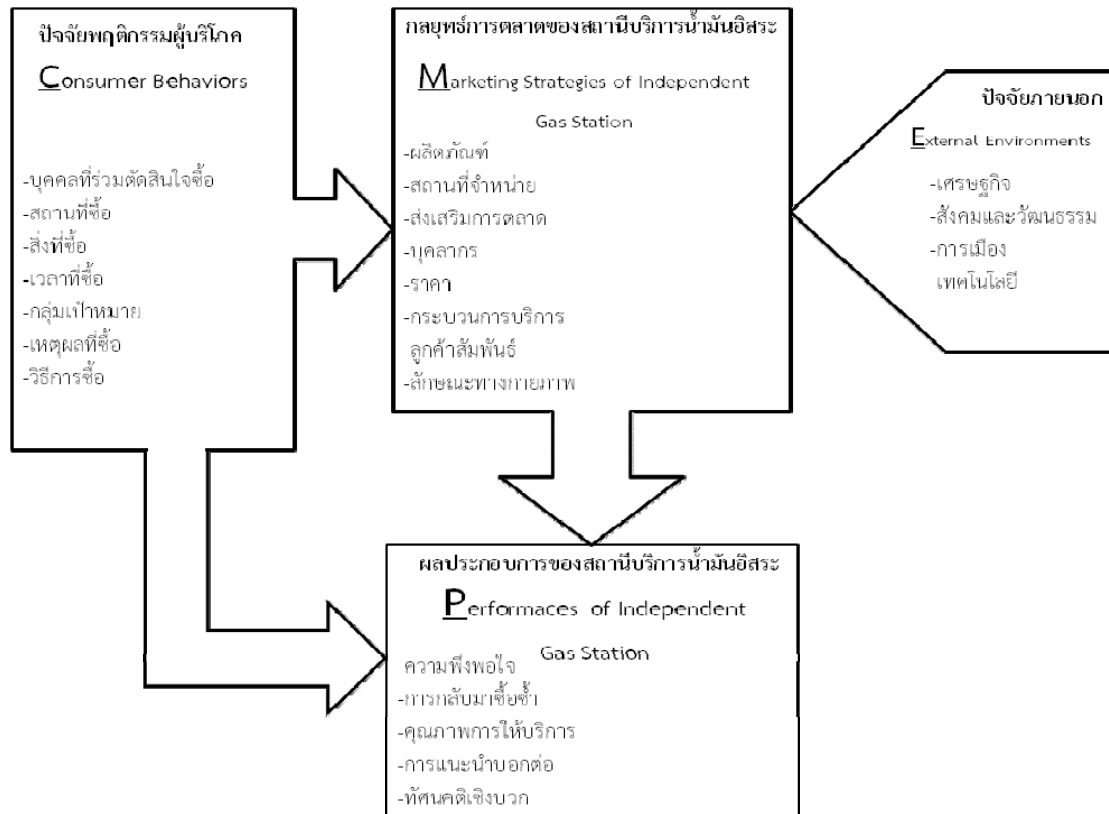 ปัจจัยพฤติกรรมผู้บริโภค
Consumer Behaviors
-บุคคลที่ร่วมตัดสินใจซื้อ
-สถานที่ซื้อ
-สิ่งที่ซื้อ
-เวลาที่ซื้อ
-กลุ่มเป้าหมาย
-เหตุผลที่ซื้อ
-วิธีการซื้อ
กลยุทธ์การตลาดของสถานีบริการน้ำมันอิสระ
Marketing Strategies of Independent
Gas Station
-ผลิตภัณฑ์
-สถานที่จำหน่าย
-ส่งเสริมการตลาด
-บุคลากร
-ราคา
-กระบวนการบริการ
ลูกค้าสัมพันธ์
-ลักษณะทางกายภาพ
ปัจจัยภายนอก
External Environments
-เศรษฐกิจ
-สังคมและวัฒนธรรม
-การเมือง
เทคโนโลยี
ผลประกอบการของสถานีบริการน้ำมันอิสระ
Performaces of Independent
Gas Station
ความพึงพอใจ
-การกลับมาซื้อซ้ำ
-คุณภาพการให้บริการ
-การแนะนำบอกต่อ
-ทัศนคติเชิงบวก